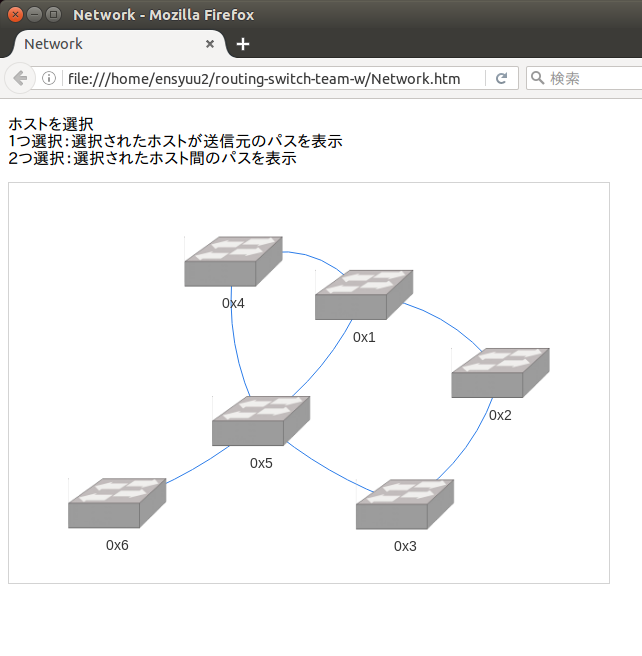 Network - Mozilla Firefox
Network
file:///home/ensyuu2/routing-switch-team-w/Network.htm
検索
ホストを選択
1つ選択：選択されたホストが送信元のパスを表示
2つ選択：選択されたホスト間のパスを表示
0x4
0x1
0x2
0x5
0x6
0x3